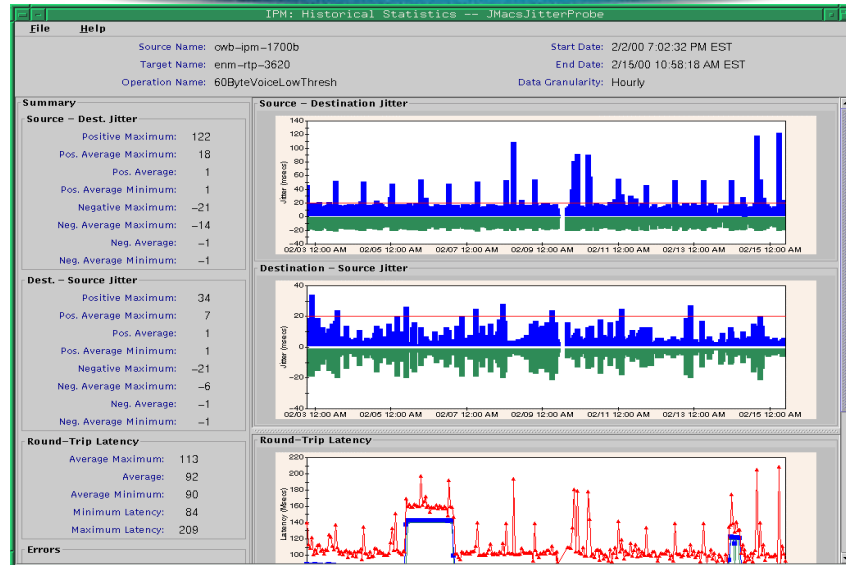 IPM: Historical Statistics -- JMacsJitterProbe
File Help
Source Name: cwb-ipm-1700b
Start Date: 2/2/00 7:02:32 PM EST
Target Name: enm-rtp-3620
End Date: 2/15/00 10:58:18 AM EST
Operation Name: 60ByteVoiceLowThresh
Data Granularity: Hourly
Summary
Source - Dest. Jitter
Positive Maximum: 122
Pos. Average Maximum: 18
Pos. Average: 1
Pos. Average Minimum: 1
Negative Maximum: -21
Neg. Average Maximum: -14
Neg. Average: -1
Neg. Average Minimum: -1
Dest. - Source Jitter
Positive Maximum: 34
Pos. Average Maximum: 7
Pos. Average: 1
Pos. Average Minimum: 1
Negative Maximum: -21
Neg. Average Maximum: -6
Neg. Average: -1
Neg. Average Minimum: -1
Round-Trip Latency
Average Maximum: 113
Average: 92
Average Minimum: 90
Minimum Latency: 84
Maximum Latency: 209
Errors
Source - Destination Jitter
Jitter (msecs)
140
120
100
80
60
40
20
0
-20
-40
02/03 12:00 AM 02/05 12:00 AM 02/07 12:00 AM 02/09 12:00 AM 02/11 12:00 AM 02/13 12:00 AM 02/15 12:00 AM
Destination - Source Jitter
Jitter (msecs)
40
20
0
-20
-40
02/03 12:00 AM 02/05 12:00 AM 02/07 12:00 AM 02/09 12:00 AM 02/11 12:00 AM 02/13 12:00 AM 02/15 12:00 AM
Round-Trip Latency
Latency (Msecs)
220
200
180
160
140
120
100